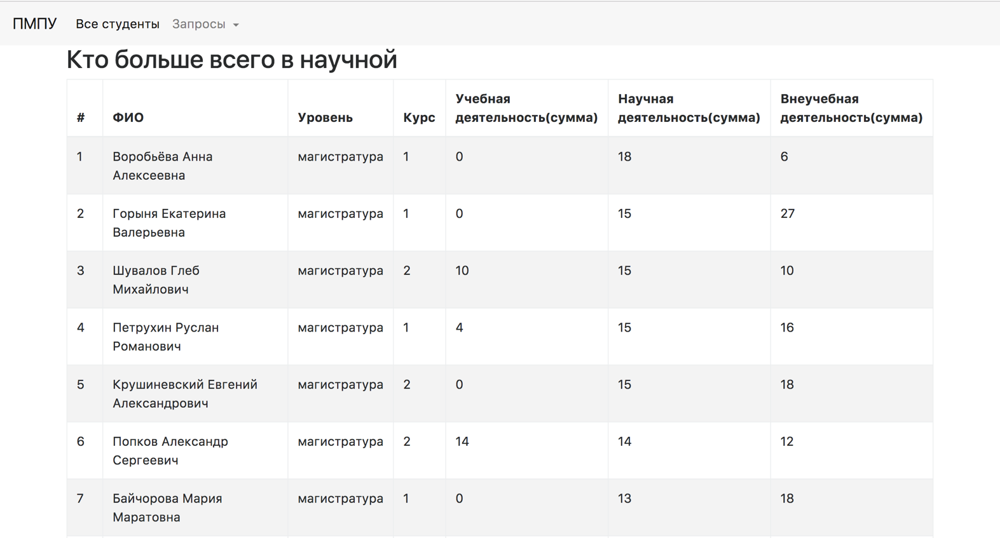 ПМПУ Все студенты Запросы
Кто больше всего в научной
# ФИО Уровень Курс Учебная деятельность(сумма) Научная деятельность(сумма) Внеучебная деятельность(сумма)
1 Воробьёва Анна Алексеевна магистратура 1 0 18 6
2 Горыня Екатерина Валерьевна магистратура 1 0 15 27
3 Шувалов Глеб Михайлович магистратура 2 10 15 10
4 Петрухин Руслан Романович магистратура 1 4 15 16
5 Крушиневский Евгений Александрович магистратура 2 0 15 18
6 Попков Александр Сергеевич магистратура 2 14 14 12
7 Байчорова Мария Маратовна магистратура 1 0 13 18